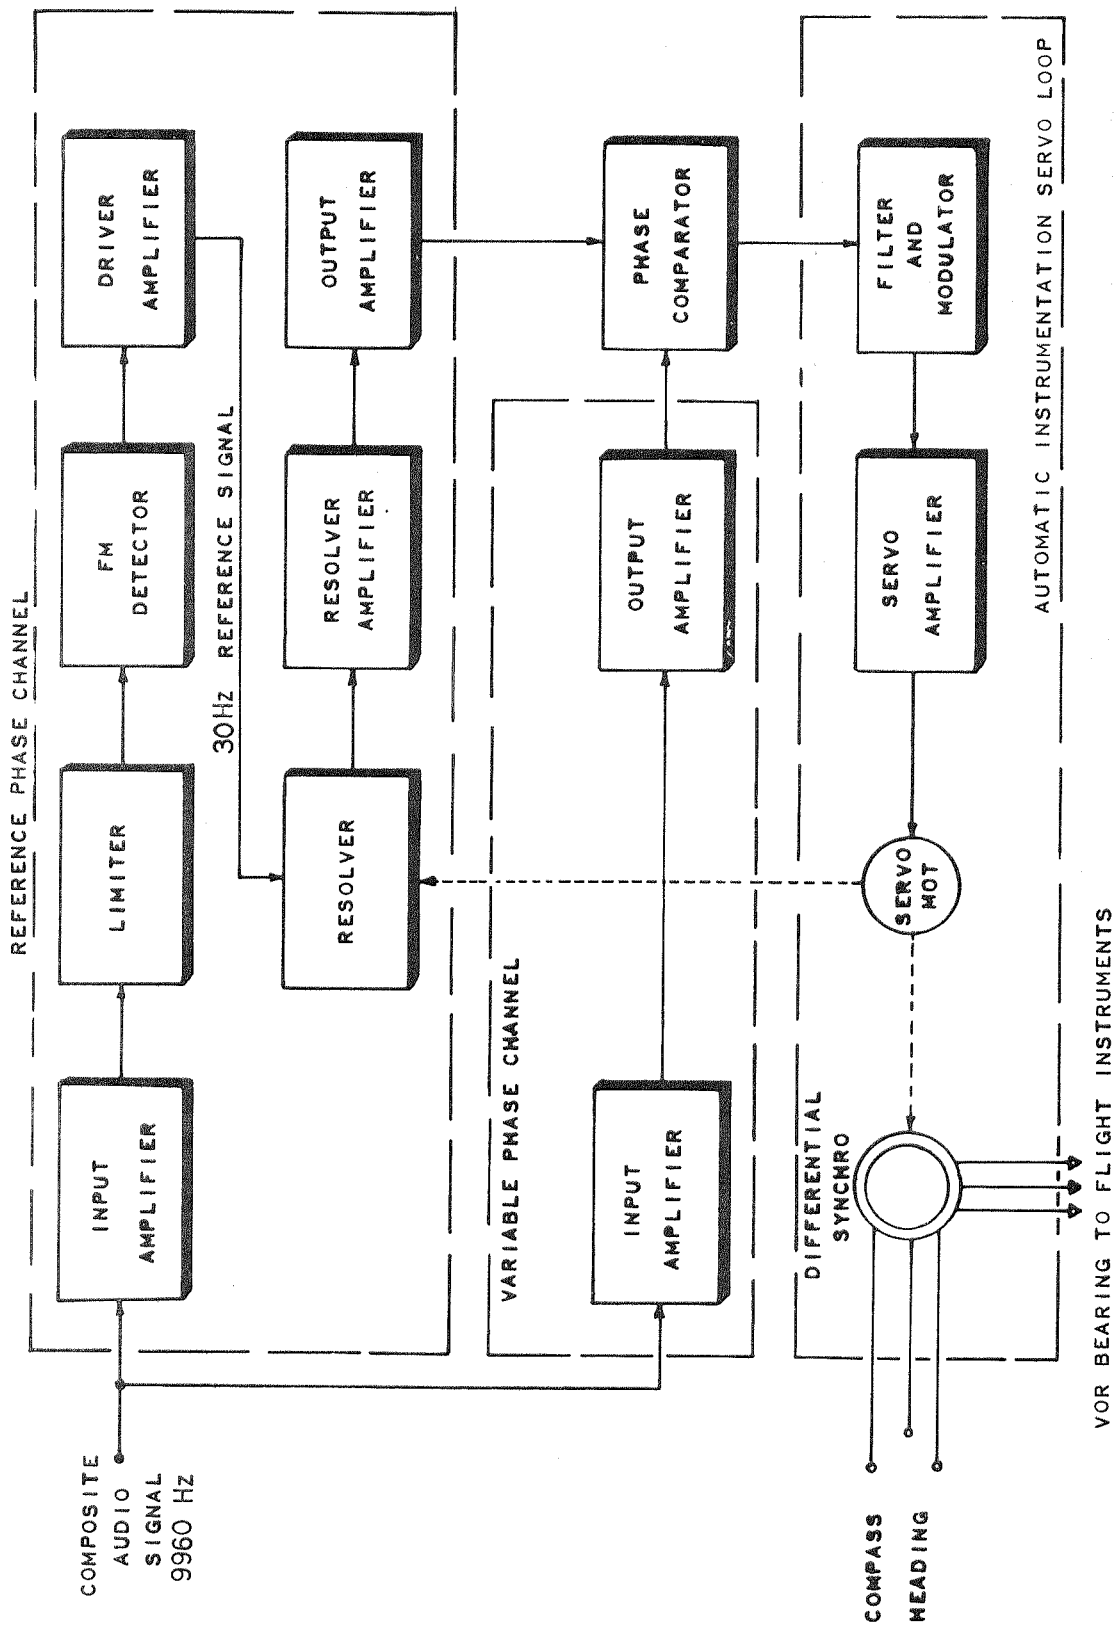 REFERENCE PHASE CHANNEL
COMPOSITE
AUDIO
SIGNAL
9960 Hz
INPUT
AMPLIFIER
LIMITER
FM
DETECTOR
DRIVER
AMPLIFIER
30Hz REFERENCE SIGNAL
RESOLVER
RESOLVER
AMPLIFIER
OUTPUT
AMPLIFIER
VARIABLE PHASE CHANNEL
INPUT
AMPLIFIER
OUTPUT
AMPLIFIER
PHASE
COMPARATOR
DIFFERENTIAL
SYNCHRO
SERVO
MOT
SERVO
AMPLIFIER
FILTER
AND
MODULATOR
AUTOMATIC INSTRUMENTATION SERVO LOOP
COMPASS
HEADING
VOR BEARING TO FLIGHT INSTRUMENTS